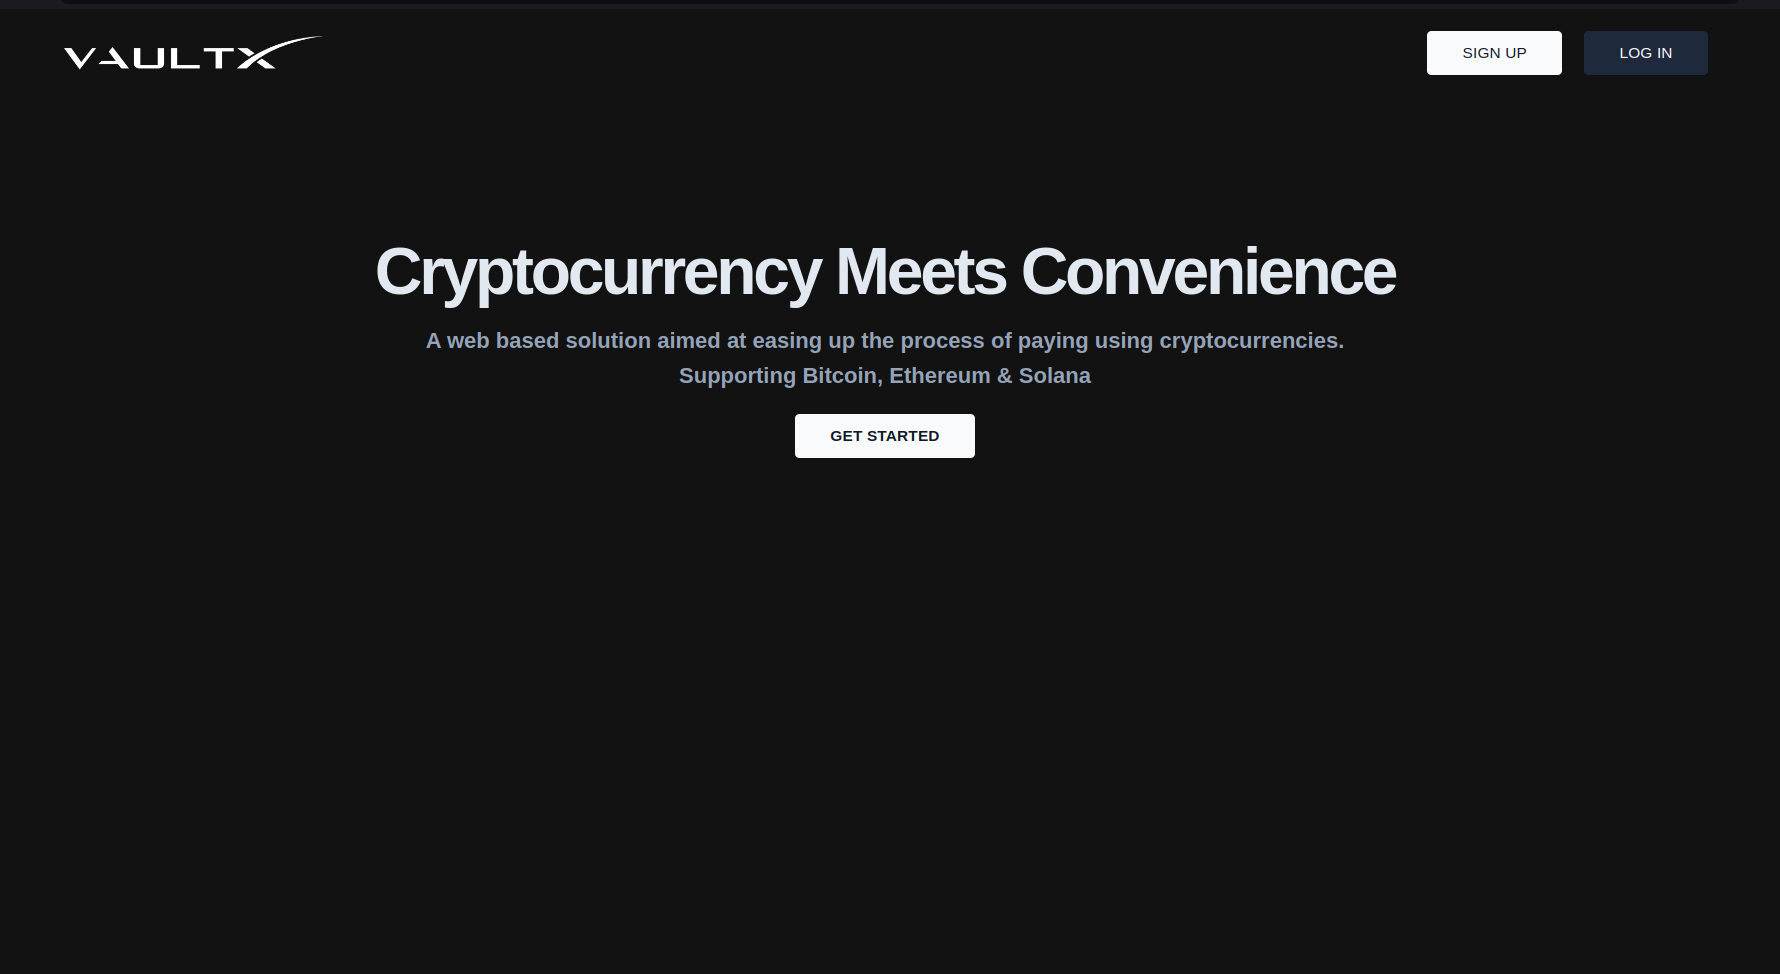 VAULTX
SIGN UP
LOG IN
Cryptocurrency Meets Convenience
A web based solution aimed at easing up the process of paying using cryptocurrencies.
Supporting Bitcoin, Ethereum & Solana
GET STARTED